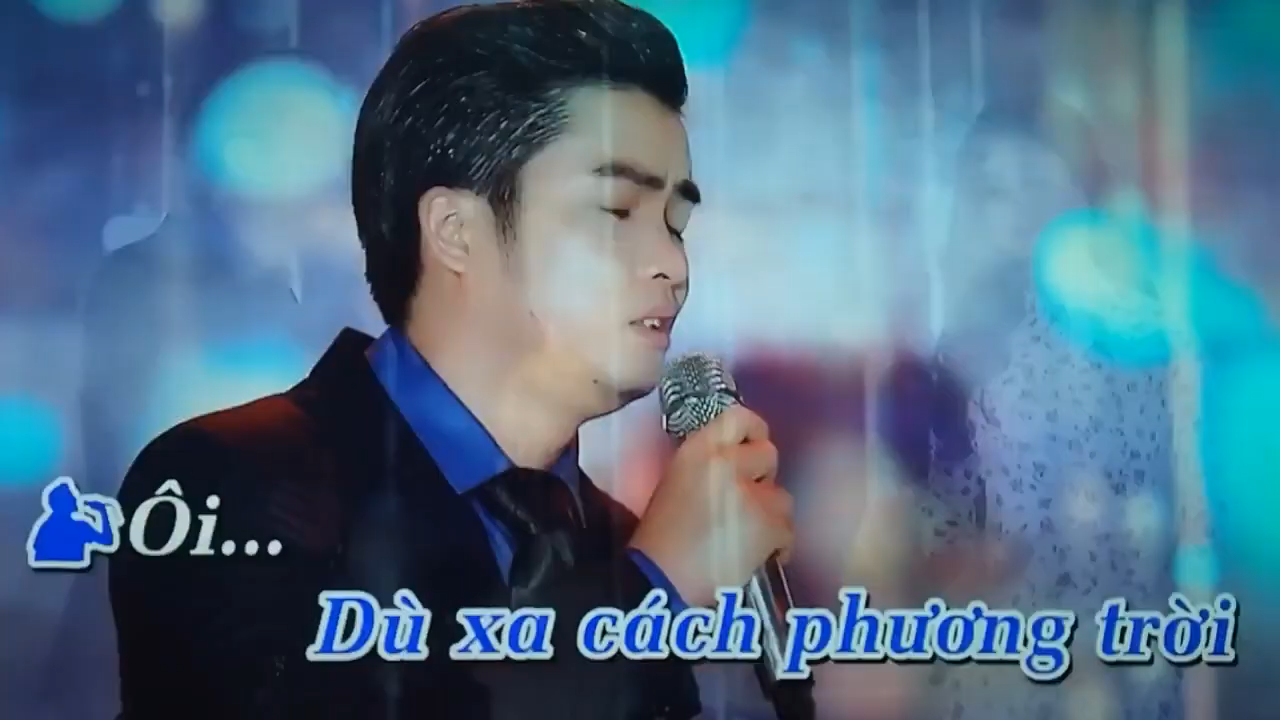 Ôi...
Dù xa cách phương trời